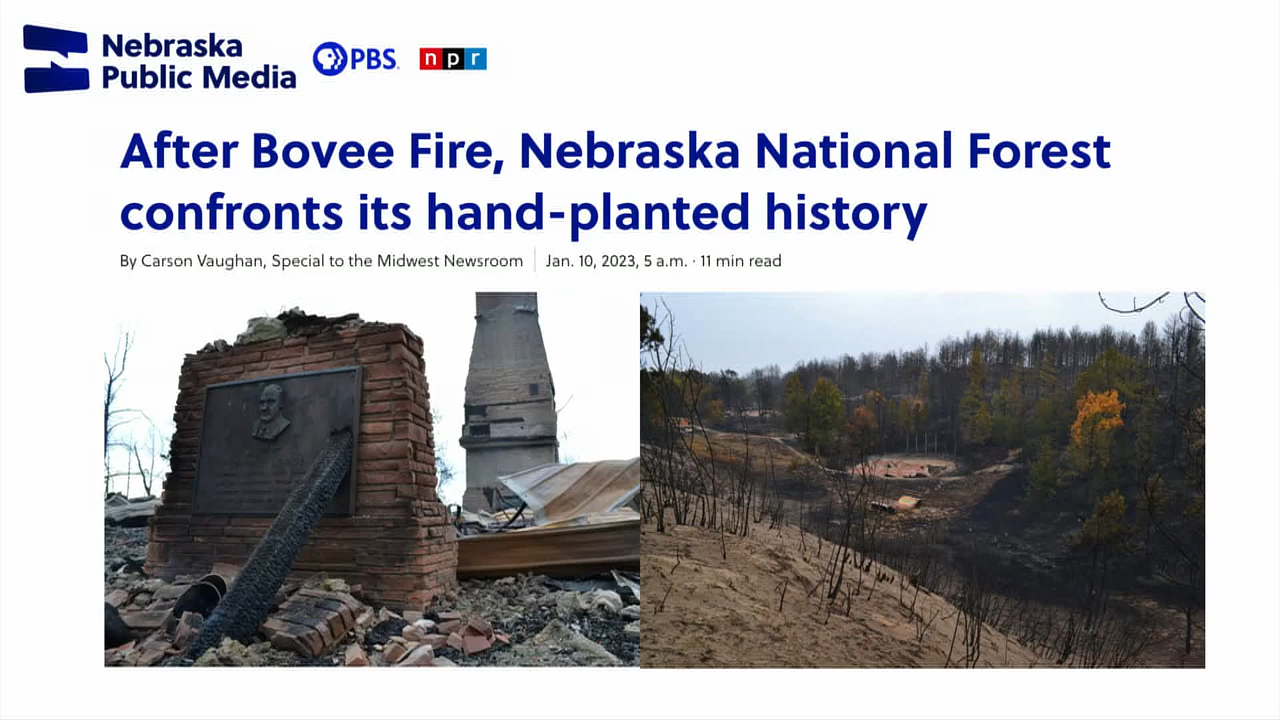 Nebraska
Public Media
PBS
npr
After Bovee Fire, Nebraska National Forest
confronts its hand-planted history
By Carson Vaughan, Special to the Midwest Newsroom
Jan. 10, 2023, 5 a.m. · 11 min read